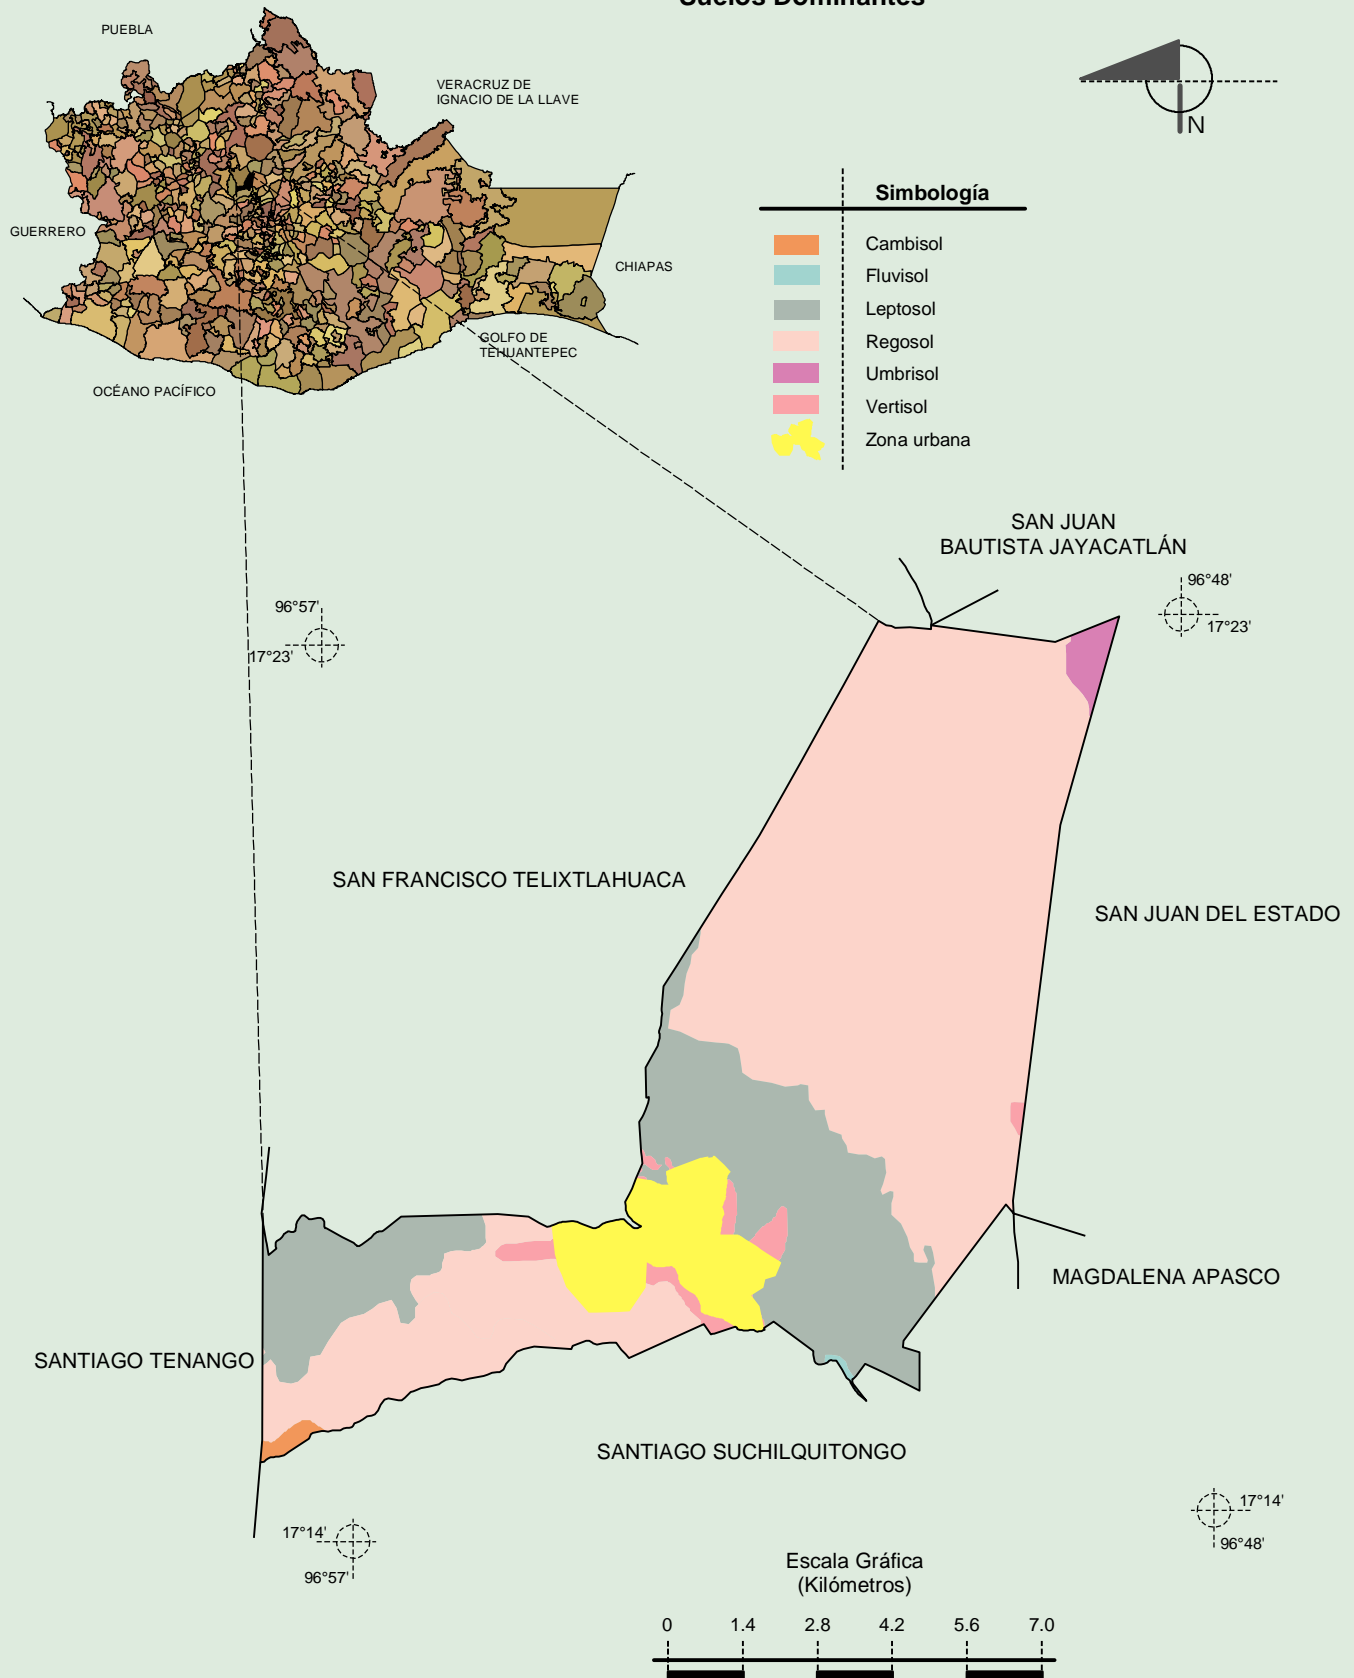 Suelos Dominantes
PUEBLA
VERACRUZ DE
IGNACIO DE LA LLAVE
GUERRERO
CHIAPAS
GOLFO DE
TEHUANTEPEC
OCÉANO PACÍFICO
N
Simbología
Cambisol
Fluvisol
Leptosol
Regosol
Umbrisol
Vertisol
Zona urbana
SAN JUAN
BAUTISTA JAYACATLÁN
96°57'
17°23'
96°48'
17°23'
SAN FRANCISCO TELIXTLAHUACA
SAN JUAN DEL ESTADO
MAGDALENA APASCO
SANTIAGO TENANGO
SANTIAGO SUCHILQUITONGO
17°14'
96°57'
17°14'
96°48'
Escala Gráfica
(Kilómetros)
0 1.4 2.8 4.2 5.6 7.0